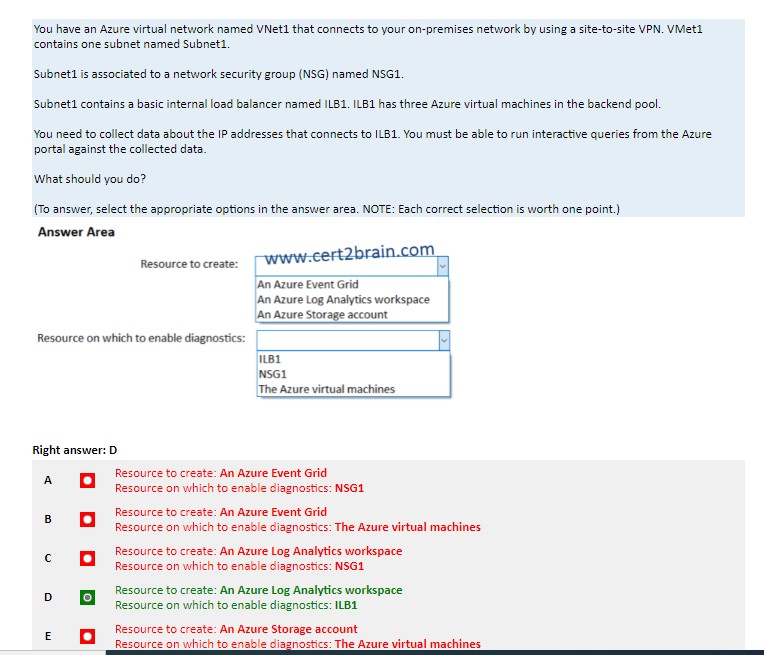 You have an Azure virtual network named VNet1 that connects to your on-premises network by using a site-to-site VPN. VMet1
contains one subnet named Subnet1.
Subnet1 is associated to a network security group (NSG) named NSG1.
Subnet1 contains a basic internal load balancer named ILB1. ILB1 has three Azure virtual machines in the backend pool.
You need to collect data about the IP addresses that connects to ILB1. You must be able to run interactive queries from the Azure
portal against the collected data.
What should you do?
(To answer, select the appropriate options in the answer area. NOTE: Each correct selection is worth one point.)
Answer Area
www.cert2brain.com
Resource to create:
An Azure Event Grid
An Azure Log Analytics workspace
An Azure Storage account
Resource on which to enable diagnostics:
ILB1
NSG1
The Azure virtual machines
Right answer: D
A
Resource to create: An Azure Event Grid
Resource on which to enable diagnostics: NSG1
B
Resource to create: An Azure Event Grid
Resource on which to enable diagnostics: The Azure virtual machines
C
Resource to create: An Azure Log Analytics workspace
Resource on which to enable diagnostics: NSG1
D
Resource to create: An Azure Log Analytics workspace
Resource on which to enable diagnostics: ILB1
E
Resource to create: An Azure Storage account
Resource on which to enable diagnostics: The Azure virtual machines